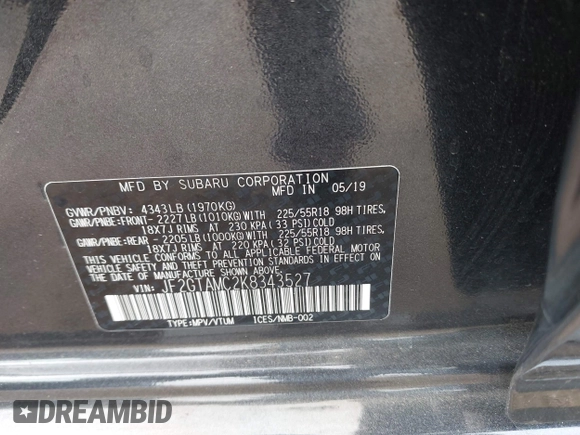 MFD BY SUBARU CORPORATION
MFD IN 05/19
GVWR/PNBV: 4343LB (1970KG)
GAWR/PNBE:FRONT- 2227LB (1010KG) WITH 225/55R18 98H TIRES,
18X7J RIMS AT 230 KPA ( 33 PSI) COLD
GAWR/PNBE:REAR - 2205LB (1000KG) WITH 225/55R18 98H TIRES,
18X7J RIMS AT 220 KPA ( 32 PSI) COLD
THIS VEHICLE CONFORMS TO ALL APPLICABLE FEDERAL MOTOR
VEHICLE SAFETY, BUMPER, AND THEFT PREVENTION STANDARDS
IN EFFECT ON THE DATE OF MANUFACTURE SHOWN ABOVE.
VIN: JF2GTAMC2K8343527
TYPE:MPV/VTUM ICES/NMB-002
DREAMBID